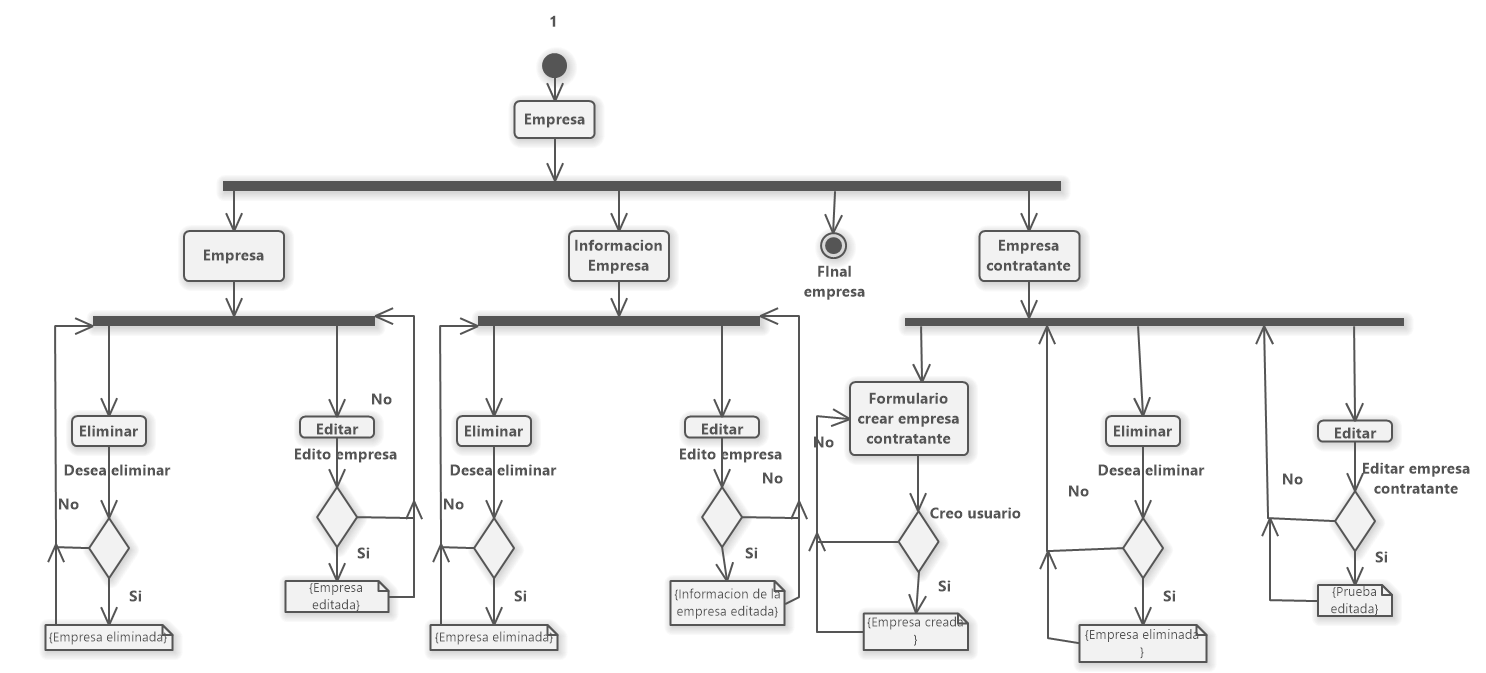 1
Empresa
Empresa
Informacion
Empresa
FInal
empresa
Empresa
contratante
Eliminar
Desea eliminar
No
Si
{Empresa eliminada}
No
Editar
Edito empresa
Si
{Empresa
editada}
Eliminar
Desea eliminar
No
Si
{Empresa eliminada}
Editar
Edito empresa
No
Si
{Informacion de la
empresa editada}
Formulario
crear empresa
contratante
No
Creo usuario
Si
{Empresa creada
}
Eliminar
Desea eliminar
No
Si
{Empresa eliminada
}
Editar
Editar empresa
contratante
No
Si
{Prueba
editada}